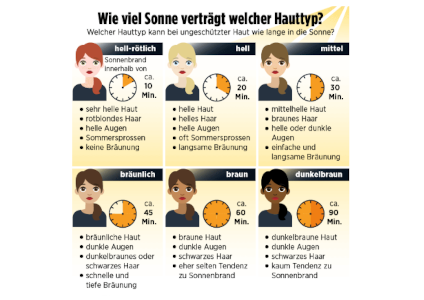 Wie viel Sonne verträgt welcher Hauttyp?
Welcher Hauttyp kann bei ungeschützter Haut wie lange in die Sonne?
hell-rötlich
Sonnenbrand
innerhalb von
ca.
10
Min.
• sehr helle Haut
• rotblondes Haar
• helle Augen
• Sommersprossen
• keine Bräunung
hell
ca.
20
Min.
• helle Haut
• helles Haar
• helle Augen
• oft Sommersprossen
• langsame Bräunung
mittel
ca.
30
Min.
• mittelhelle Haut
• braunes Haar
• helle oder dunkle
Augen
• einfache und
langsame Bräunung
bräunlich
ca.
45
Min.
• bräunliche Haut
• dunkle Augen
• dunkelbraunes oder
schwarzes Haar
• schnelle und
tiefe Bräunung
braun
ca.
60
Min.
• braune Haut
• dunkle Augen
• schwarzes Haar
• eher selten Tendenz
zu Sonnenbrand
dunkelbraun
ca.
90
Min.
• dunkelbraune Haut
• dunkle Augen
• schwarzes Haar
• kaum Tendenz zu
Sonnenbrand